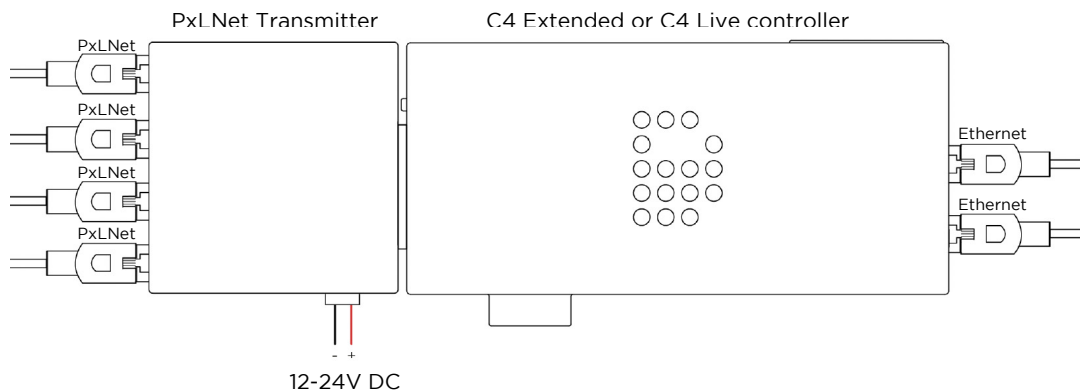 PxLNet Transmitter
C4 Extended or C4 Live controller
PxLNet
PxLNet
PxLNet
PxLNet
Ethernet
Ethernet
- +
12-24V DC